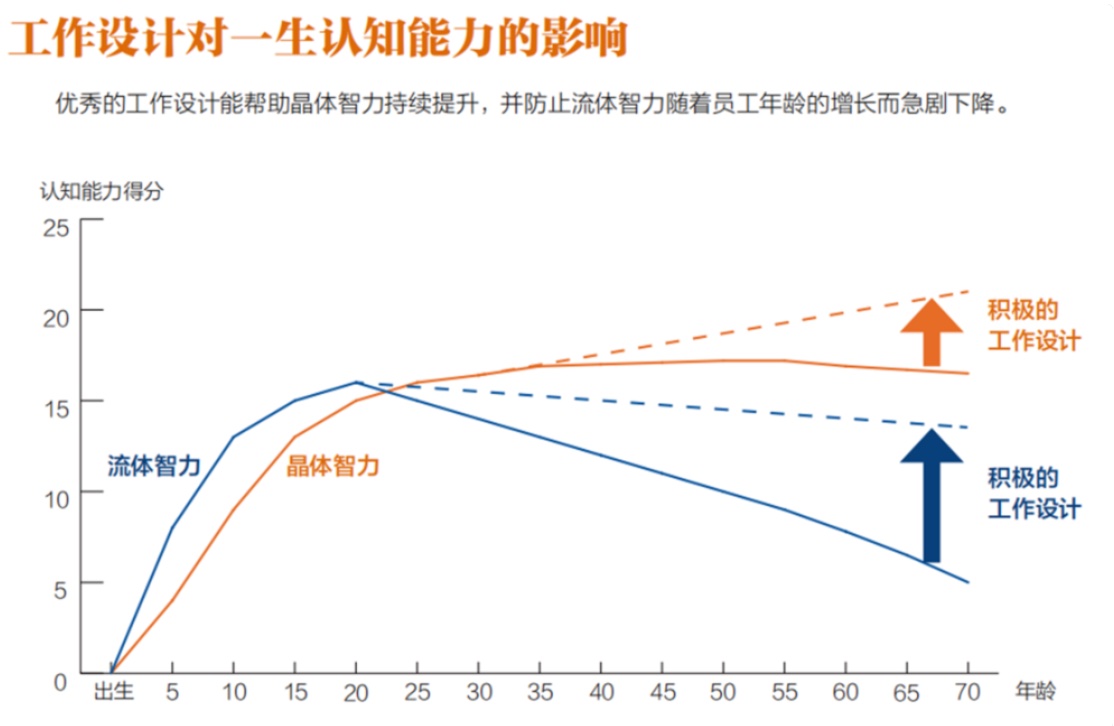 工作设计对一生认知能力的影响
优秀的工作设计能帮助晶体智力持续提升，并防止流体智力随着员工年龄的增长而急剧下降。
认知能力得分
25
20
15
10
5
0
流体智力
晶体智力
积极的
工作设计
积极的
工作设计
出生 5 10 15 20 25 30 35 40 45 50 55 60 65 70 年龄